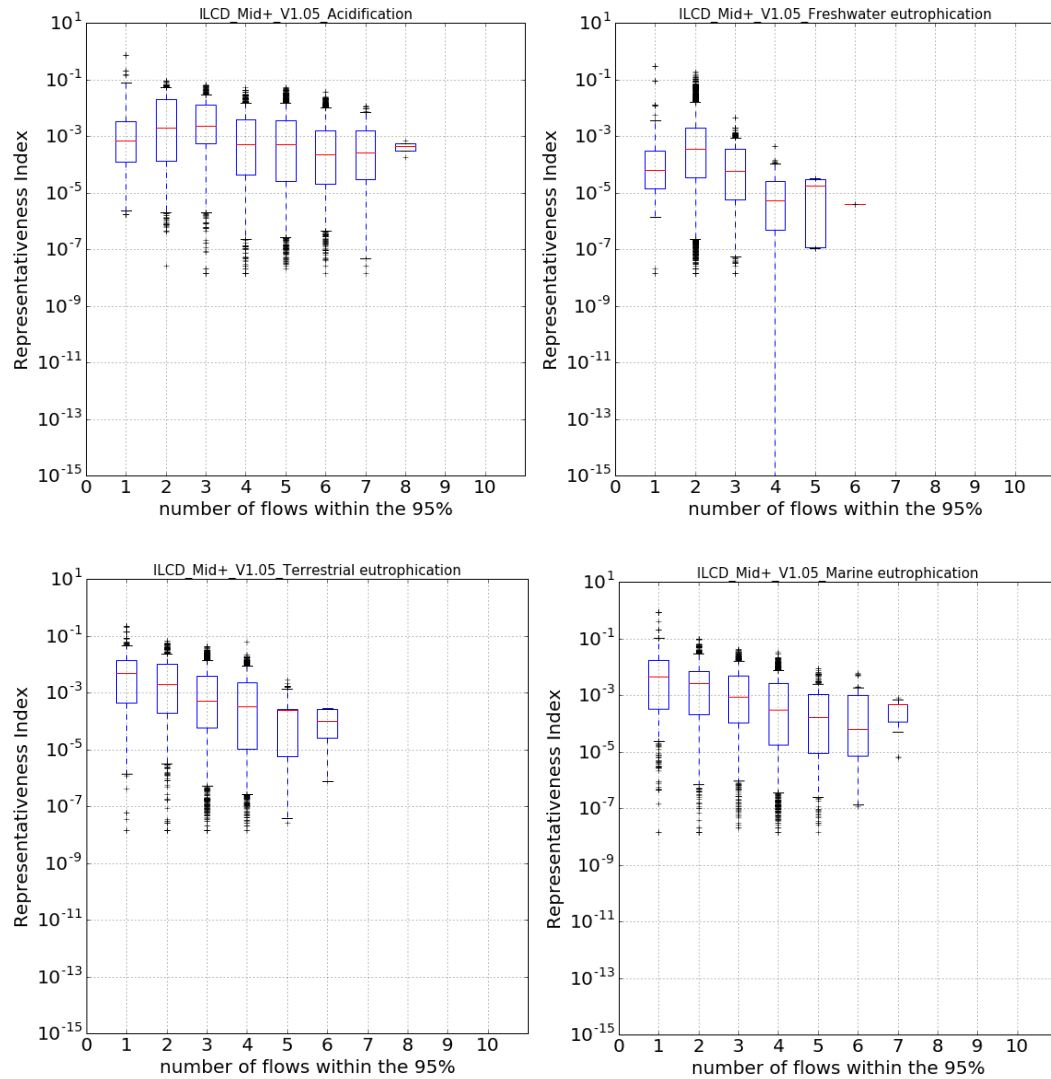 ILCD_Mid+_V1.05_Acidification
10^1
10^-1
10^-3
10^-5
10^-7
10^-9
10^-11
10^-13
10^-15
Representativeness Index
0 1 2 3 4 5 6 7 8 9 10
number of flows within the 95%
ILCD_Mid+_V1.05_Freshwater eutrophication
10^1
10^-1
10^-3
10^-5
10^-7
10^-9
10^-11
10^-13
10^-15
Representativeness Index
0 1 2 3 4 5 6 7 8 9 10
number of flows within the 95%
ILCD_Mid+_V1.05_Terrestrial eutrophication
10^1
10^-1
10^-3
10^-5
10^-7
10^-9
10^-11
10^-13
10^-15
Representativeness Index
0 1 2 3 4 5 6 7 8 9 10
number of flows within the 95%
ILCD_Mid+_V1.05_Marine eutrophication
10^1
10^-1
10^-3
10^-5
10^-7
10^-9
10^-11
10^-13
10^-15
Representativeness Index
0 1 2 3 4 5 6 7 8 9 10
number of flows within the 95%